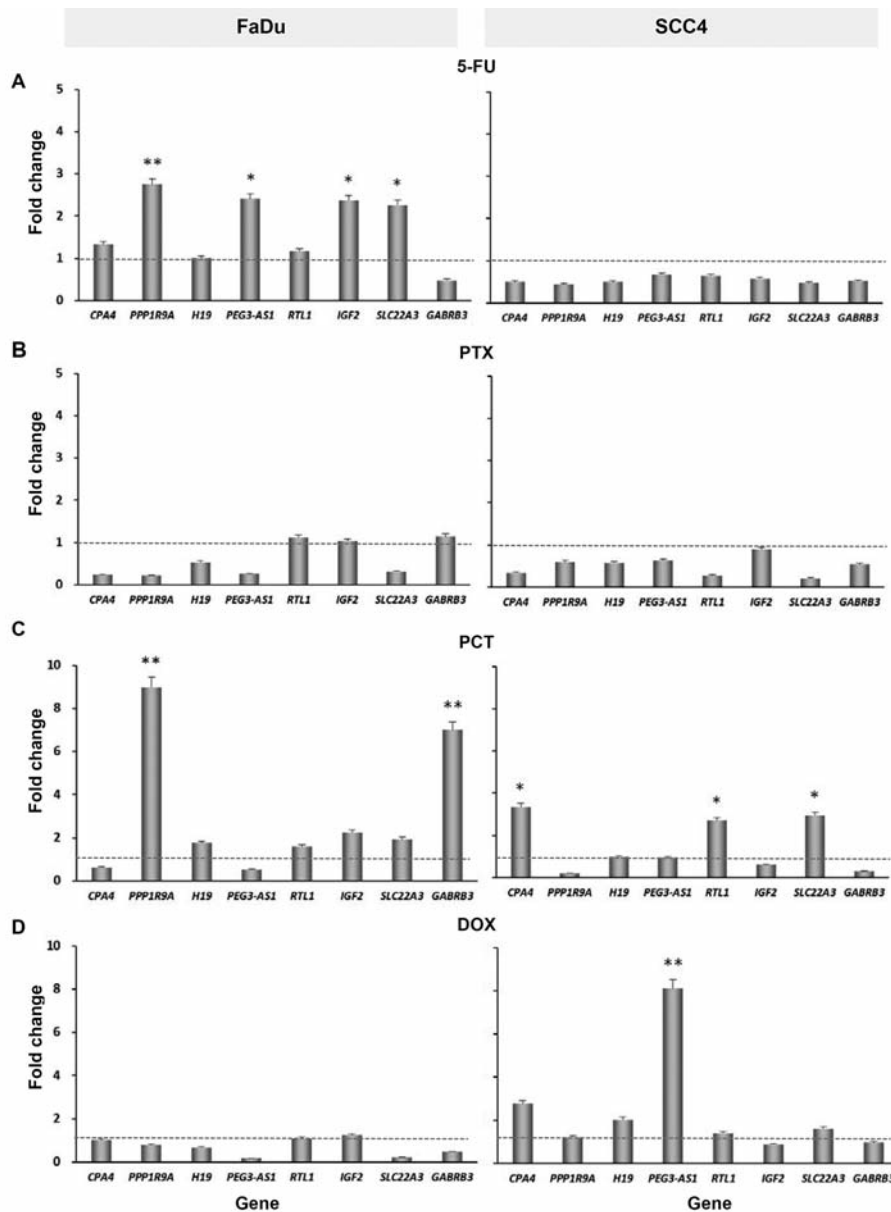 FaDu SCC4
5-FU
A
5
4
3
2
1
0
Fold change
** * * *
CPA4 PPP1R9A H19 PEG3-AS1 RTL1 IGF2 SLC22A3 GABRB3
CPA4 PPP1R9A H19 PEG3-AS1 RTL1 IGF2 SLC22A3 GABRB3
B
PTX
5
4
3
2
1
0
Fold change
CPA4 PPP1R9A H19 PEG3-AS1 RTL1 IGF2 SLC22A3 GABRB3
CPA4 PPP1R9A H19 PEG3-AS1 RTL1 IGF2 SLC22A3 GABRB3
C
PCT
10
8
6
4
2
0
Fold change
** **
* * *
CPA4 PPP1R9A H19 PEG3-AS1 RTL1 IGF2 SLC22A3 GABRB3
CPA4 PPP1R9A H19 PEG3-AS1 RTL1 IGF2 SLC22A3 GABRB3
D
DOX
10
8
6
4
2
0
Fold change
**
CPA4 PPP1R9A H19 PEG3-AS1 RTL1 IGF2 SLC22A3 GABRB3
CPA4 PPP1R9A H19 PEG3-AS1 RTL1 IGF2 SLC22A3 GABRB3
Gene Gene